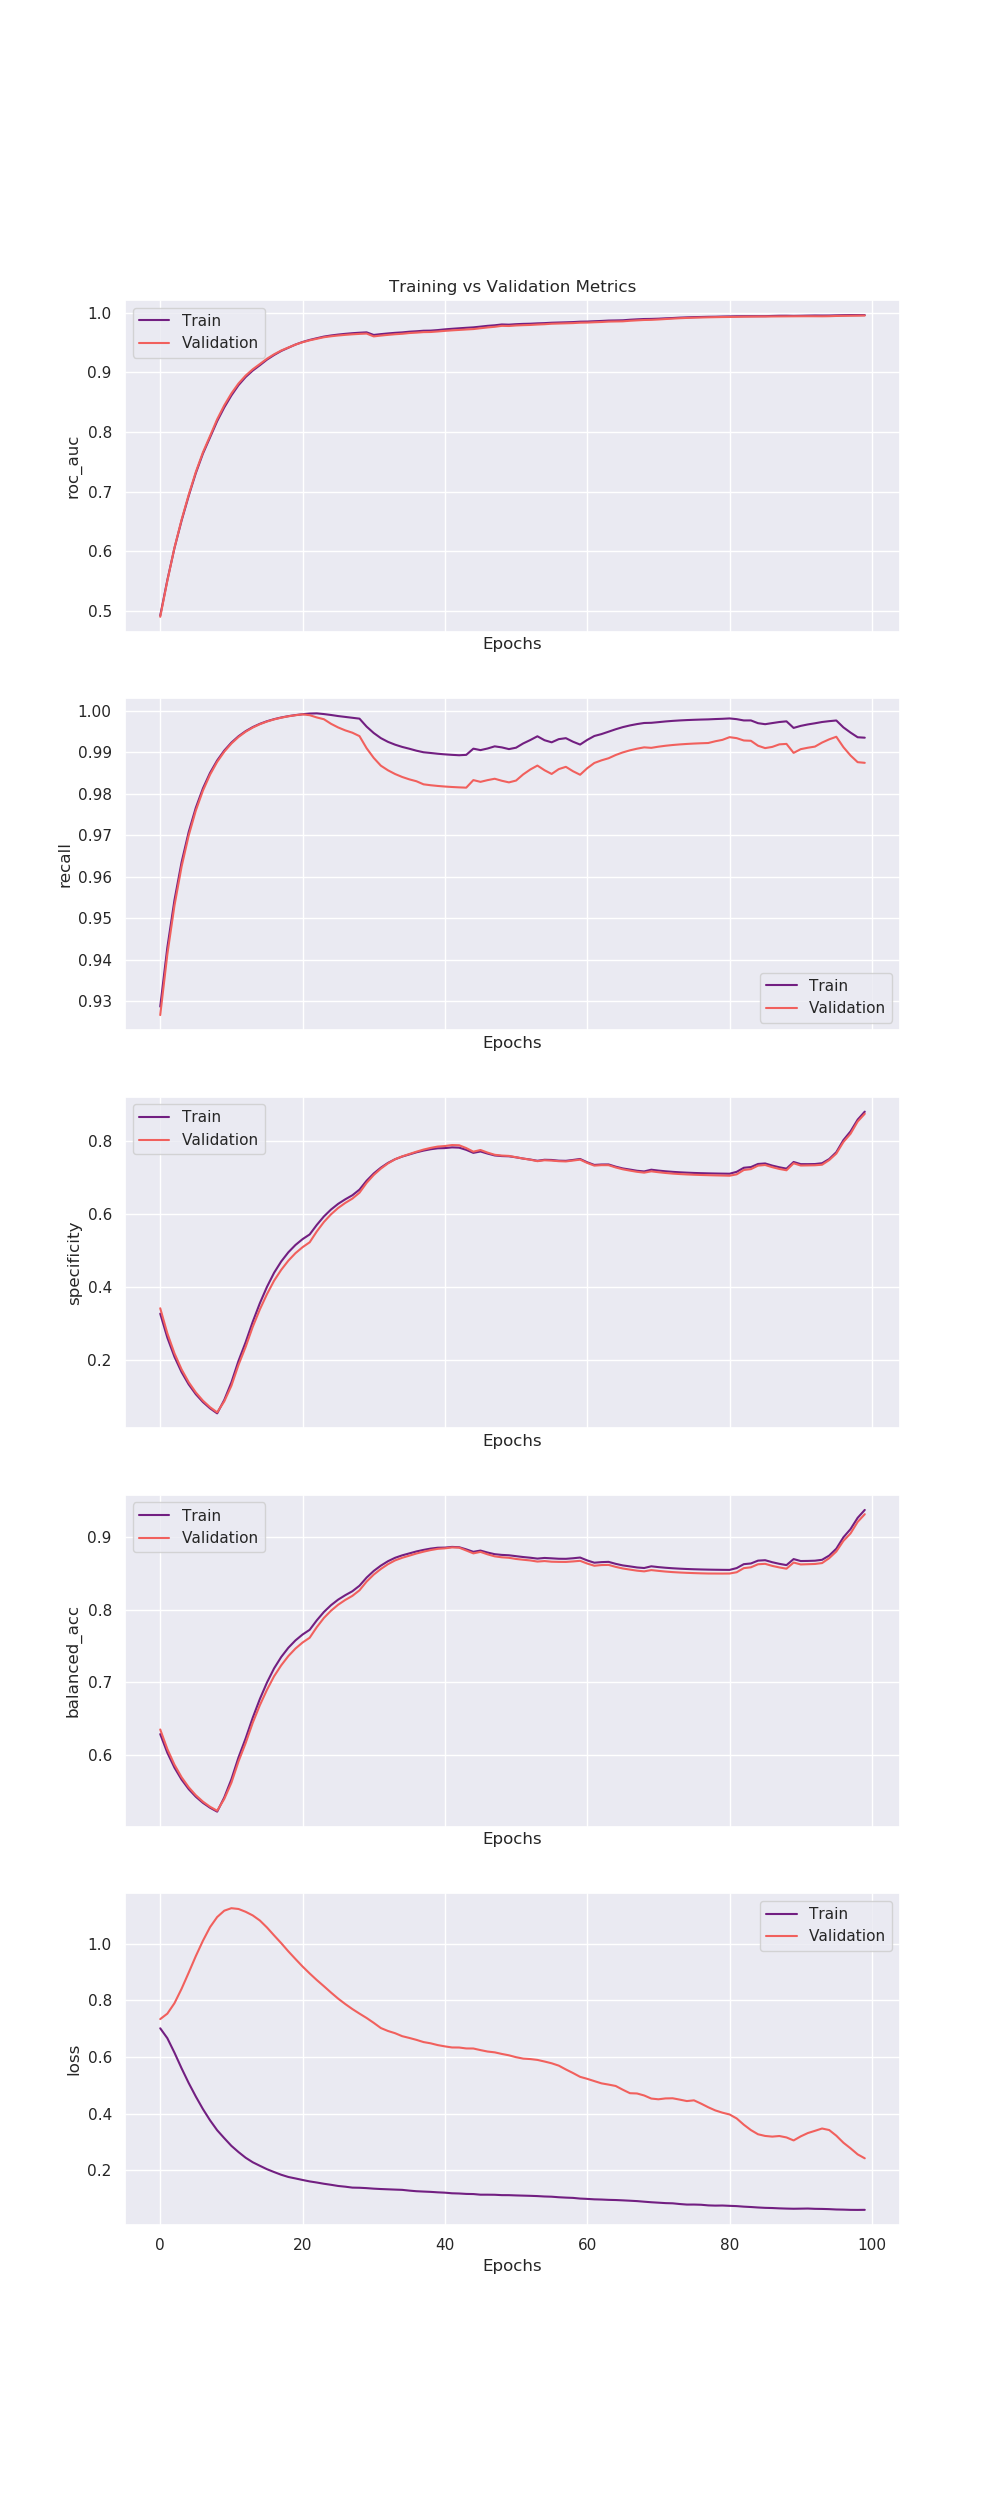 Training vs Validation Metrics
1.0
0.9
0.8
0.7
0.6
0.5
roc_auc
Train
Validation
Epochs
1.00
0.99
0.98
0.97
0.96
0.95
0.94
0.93
recall
Train
Validation
Epochs
0.8
0.6
0.4
0.2
specificity
Train
Validation
Epochs
0.9
0.8
0.7
0.6
balanced_acc
Train
Validation
Epochs
1.0
0.8
0.6
0.4
0.2
loss
Train
Validation
0 20 40 60 80 100
Epochs